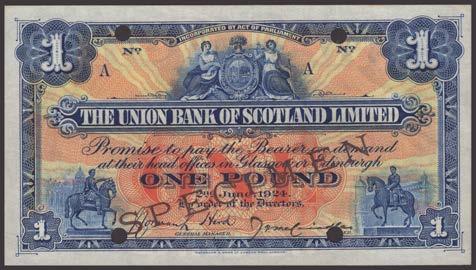 INCORPORATED BY ACT OF PARLIAMENT
1 Nº Nº 1
A A
THE UNION BANK OF SCOTLAND LIMITED
Promise to pay the Bearer on demand
at their head offices in Glasgow or Edinburgh
ONE POUND
2nd June, 1924.
By order of the Directors,
SPECIMEN
GENERAL MANAGER.
1 1